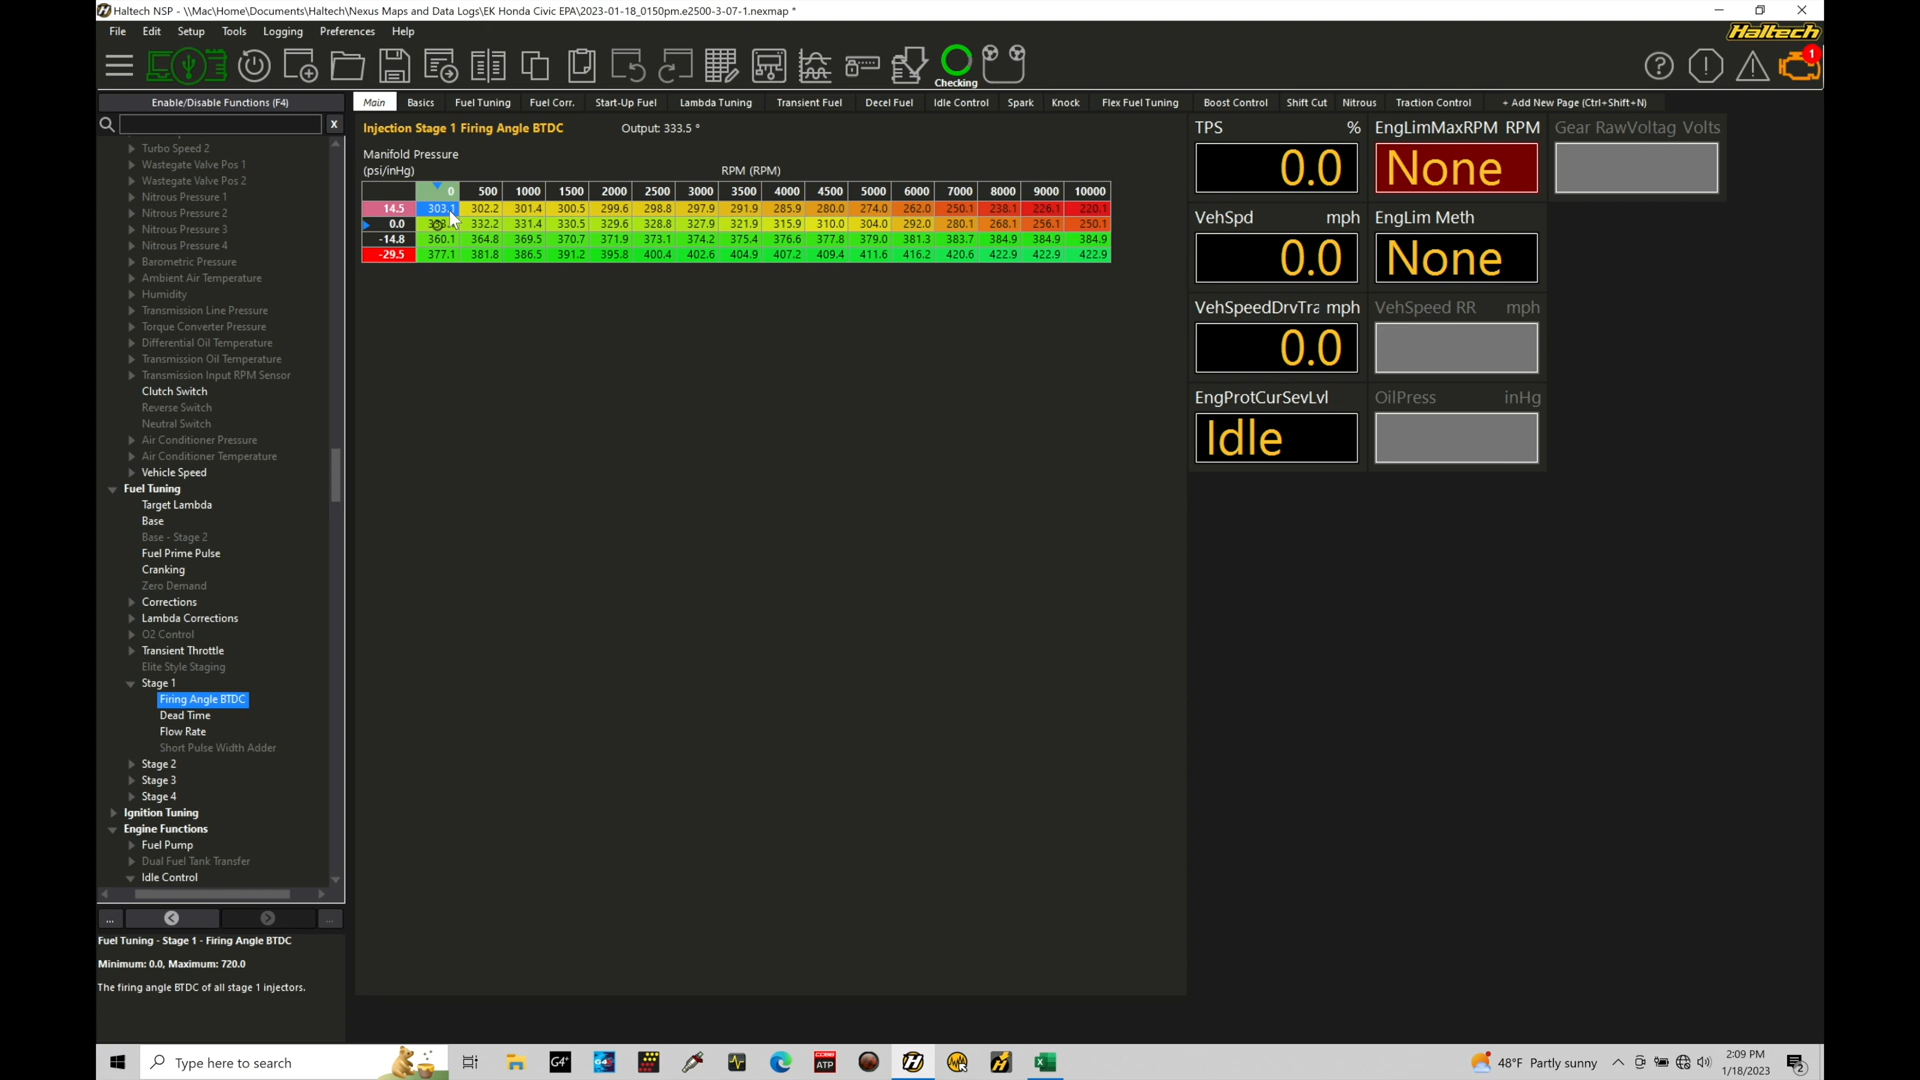 Haltech NSP - \\Mac\Home\Documents\Haltech\Nexus Maps and Data Logs\EK Honda Civic EPA\2023-01-18_0150pm.e2500-3-07-1.nexmap *
File Edit Setup Tools Logging Preferences Help
Haltech
Checking
1
Enable/Disable Functions (F4)
Main Basics Fuel Tuning Fuel Corr. Start-Up Fuel Lambda Tuning Transient Fuel Decel Fuel Idle Control Spark Knock Flex Fuel Tuning Boost Control Shift Cut Nitrous Traction Control + Add New Page (Ctrl+Shift+N)
X
Turbo Speed 2
Wastegate Valve Pos 1
Wastegate Valve Pos 2
Nitrous Pressure 1
Nitrous Pressure 2
Nitrous Pressure 3
Nitrous Pressure 4
Barometric Pressure
Ambient Air Temperature
Humidity
Transmission Line Pressure
Torque Converter Pressure
Differential Oil Temperature
Transmission Oil Temperature
Transmission Input RPM Sensor
Clutch Switch
Reverse Switch
Neutral Switch
Air Conditioner Pressure
Air Conditioner Temperature
Vehicle Speed
Fuel Tuning
Target Lambda
Base
Base - Stage 2
Fuel Prime Pulse
Cranking
Zero Demand
Corrections
Lambda Corrections
O2 Control
Transient Throttle
Elite Style Staging
Stage 1
Firing Angle BTDC
Dead Time
Flow Rate
Short Pulse Width Adder
Stage 2
Stage 3
Stage 4
Ignition Tuning
Engine Functions
Fuel Pump
Dual Fuel Tank Transfer
Idle Control
... ...
Fuel Tuning - Stage 1 - Firing Angle BTDC
Minimum: 0.0, Maximum: 720.0
The firing angle BTDC of all stage 1 injectors.
Injection Stage 1 Firing Angle BTDC Output: 333.5 °
Manifold Pressure
(psi/inHg) RPM (RPM)
0 500 1000 1500 2000 2500 3000 3500 4000 4500 5000 6000 7000 8000 9000 10000
14.5 303.1 302.2 301.4 300.5 299.6 298.8 297.9 291.9 285.9 280.0 274.0 262.0 250.1 238.1 226.1 220.1
0.0 332.2 331.4 330.5 329.6 328.8 327.9 321.9 315.9 310.0 304.0 292.0 280.1 268.1 256.1 250.1
-14.8 360.1 364.8 369.5 370.7 371.9 373.1 374.2 375.4 376.6 377.8 379.0 381.3 383.7 384.9 384.9 384.9
-29.5 377.1 381.8 386.5 391.2 395.8 400.4 402.6 404.9 407.2 409.4 411.6 416.2 420.6 422.9 422.9 422.9
TPS %
0.0
EngLimMaxRPM RPM
None
Gear RawVoltag Volts
VehSpd mph
0.0
EngLim Meth
None
VehSpeedDrvTra mph
0.0
VehSpeed RR mph
EngProtCurSevLvl
Idle
OilPress inHg
Type here to search
G4+
COBB
ATP
48°F Partly sunny
2:09 PM
1/18/2023
2